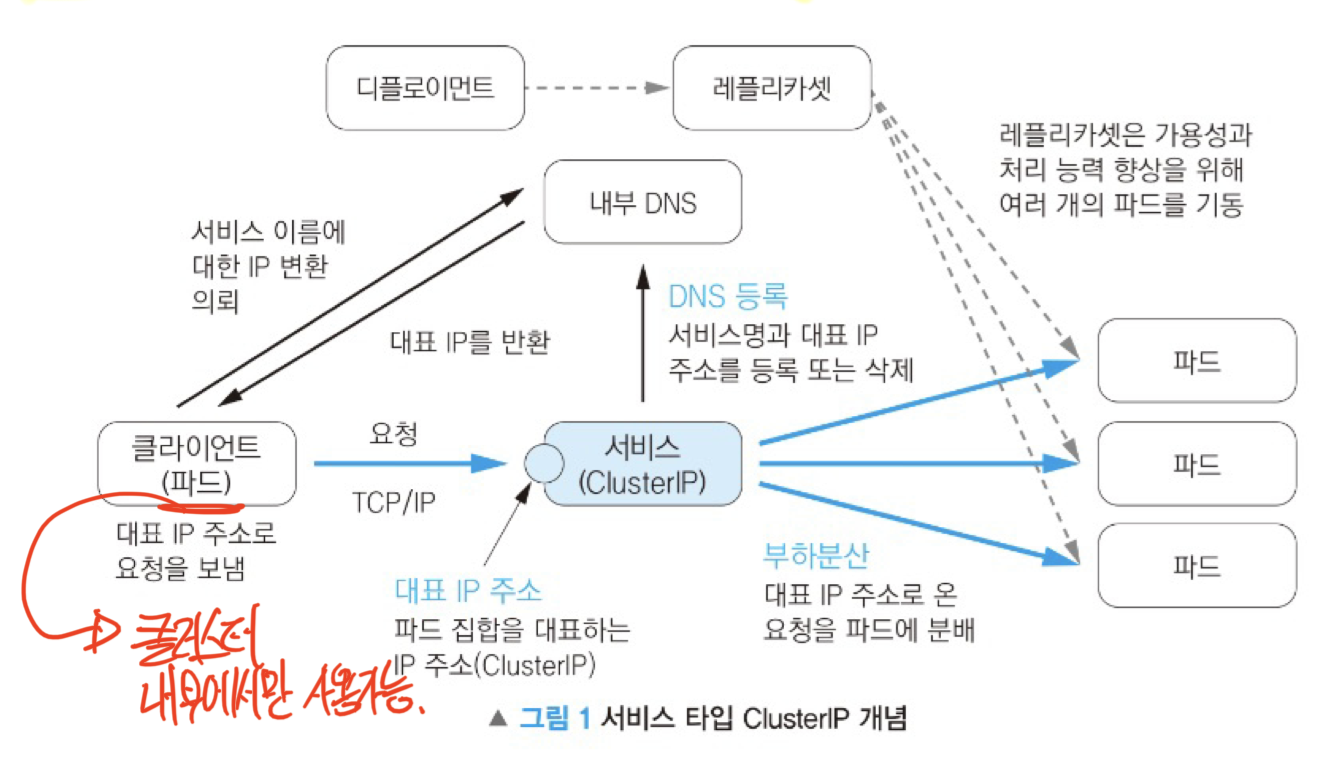 디플로이먼트
레플리카셋
레플리카셋은 가용성과
처리 능력 향상을 위해
여러 개의 파드를 기동
내부 DNS
서비스 이름에
대한 IP 변환
의뢰
대표 IP를 반환
DNS 등록
서비스명과 대표 IP
주소를 등록 또는 삭제
파드
클라이언트
(파드)
요청
TCP/IP
서비스
(ClusterIP)
파드
대표 IP 주소로
요청을 보냄
부하분산
대표 IP 주소로 온
요청을 파드에 분배
파드
대표 IP 주소
파드 집합을 대표하는
IP 주소(ClusterIP)
클러스터
내부에서만 사용가능.
▲ 그림 1 서비스 타입 ClusterIP 개념